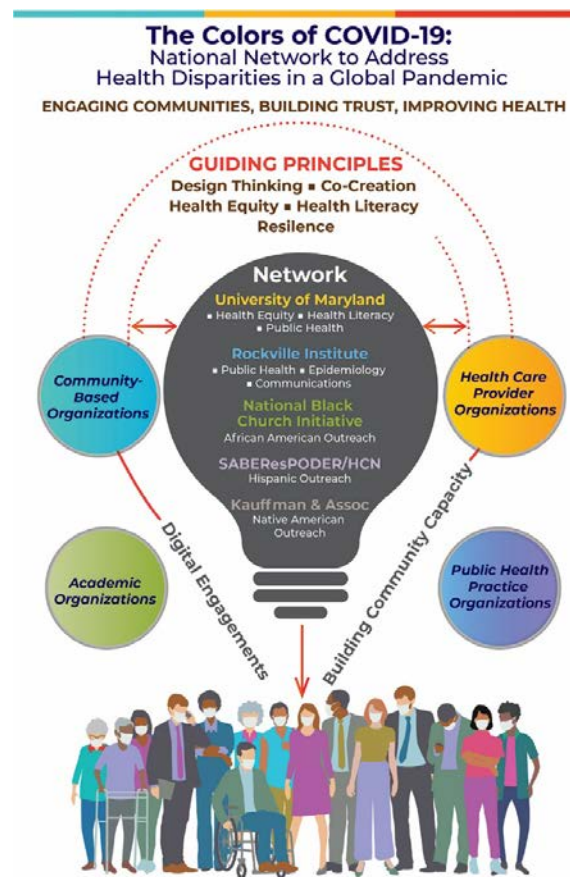 The Colors of COVID-19:
National Network to Address
Health Disparities in a Global Pandemic
ENGAGING COMMUNITIES, BUILDING TRUST, IMPROVING HEALTH
GUIDING PRINCIPLES
Design Thinking ▪ Co-Creation
Health Equity ▪ Health Literacy
Resilence
Network
University of Maryland
▪ Health Equity ▪ Health Literacy
▪ Public Health
Rockville Institute
▪ Public Health ▪ Epidemiology
▪ Communications
National Black
Church Initiative
African American Outreach
SABEResPODER/HCN
Hispanic Outreach
Kauffman & Assoc
Native American
Outreach
Community-
Based
Organizations
Health Care
Provider
Organizations
Digital Engagements
Building Community Capacity
Academic
Organizations
Public Health
Practice
Organizations